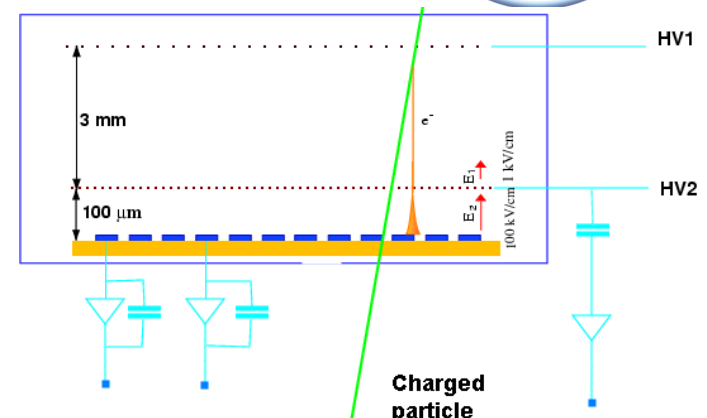 HV1
3 mm
e-
E1
1 kV/cm
HV2
100 μm
E2
100 kV/cm
Charged
particle